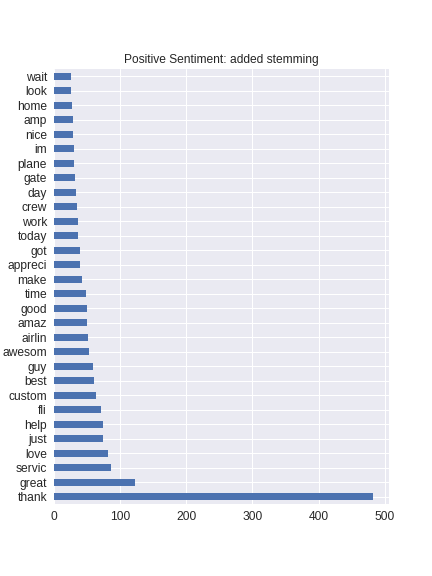 Positive Sentiment: added stemming
wait
look
home
amp
nice
im
plane
gate
day
crew
work
today
got
appreci
make
time
good
amaz
airlin
awesom
guy
best
custom
fli
help
just
love
servic
great
thank
0 100 200 300 400 500